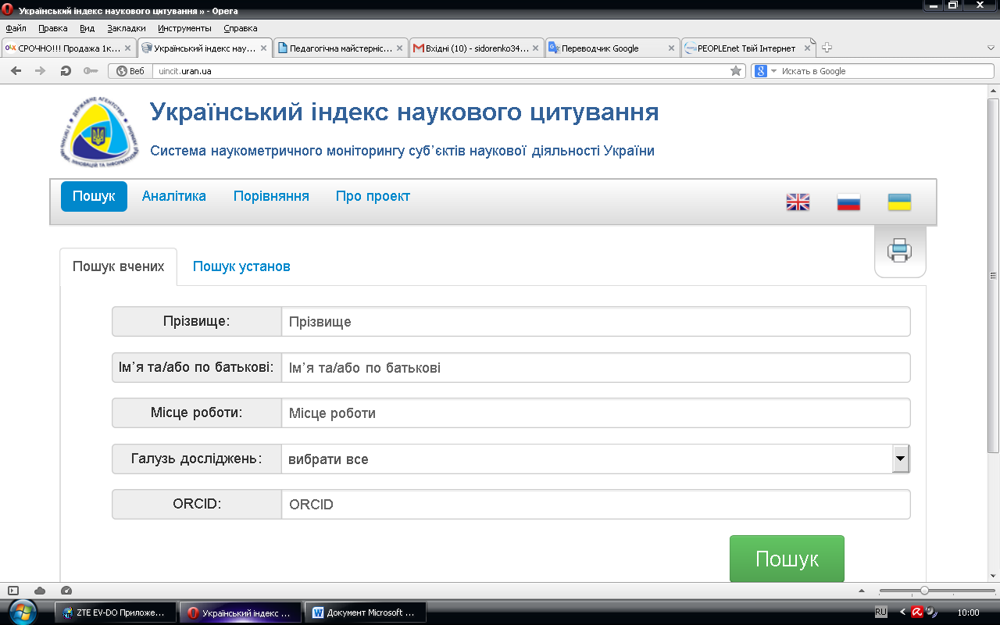 Український індекс наукового цитування » - Opera
Файл Правка Вид Закладки Инструменты Справка
СРОЧНО!!! Продажа 1к... Український індекс нау... Педагогічна майстерніс... Вхідні (10) - sidorenko34... Переводчик Google PEOPLEnet Твій Інтернет
Веб uincit.uran.ua Искать в Google
Український індекс наукового цитування
Система наукометричного моніторингу суб’єктів наукової діяльності України
Пошук Аналітика Порівняння Про проект
Пошук вчених Пошук установ
Прізвище: Прізвище
Ім’я та/або по батькові: Ім’я та/або по батькові
Місце роботи: Місце роботи
Галузь досліджень: вибрати все
ORCID: ORCID
Пошук
ZTE EV-DO Приложе... Український індекс ... Документ Microsoft ... RU 10:00